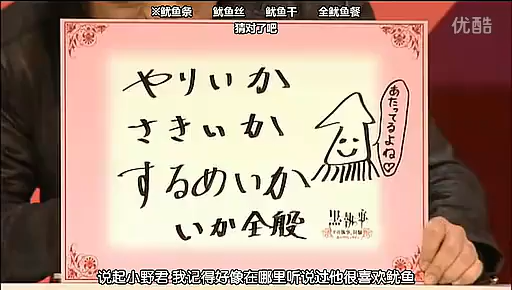 ※鱿鱼条 鱿鱼丝 鱿鱼干 全鱿鱼餐
猜对了吧
优酷
やりいか
さきいか
するめいか
いか全般
あたってるよね♡
黒執事
说起小野君 我记得好像在哪里听说过他很喜欢鱿鱼